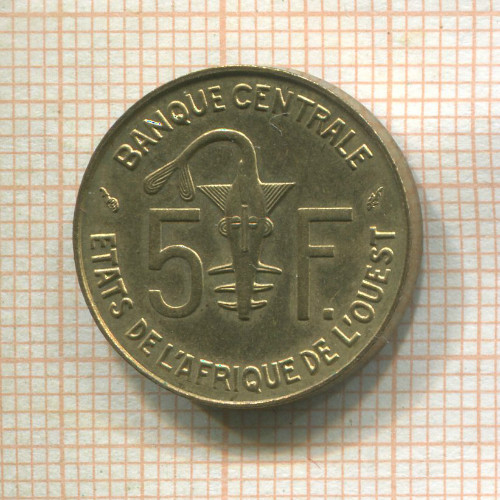 BANQUE CENTRALE
5 F.
ETATS DE L'AFRIQUE DE L'OUEST